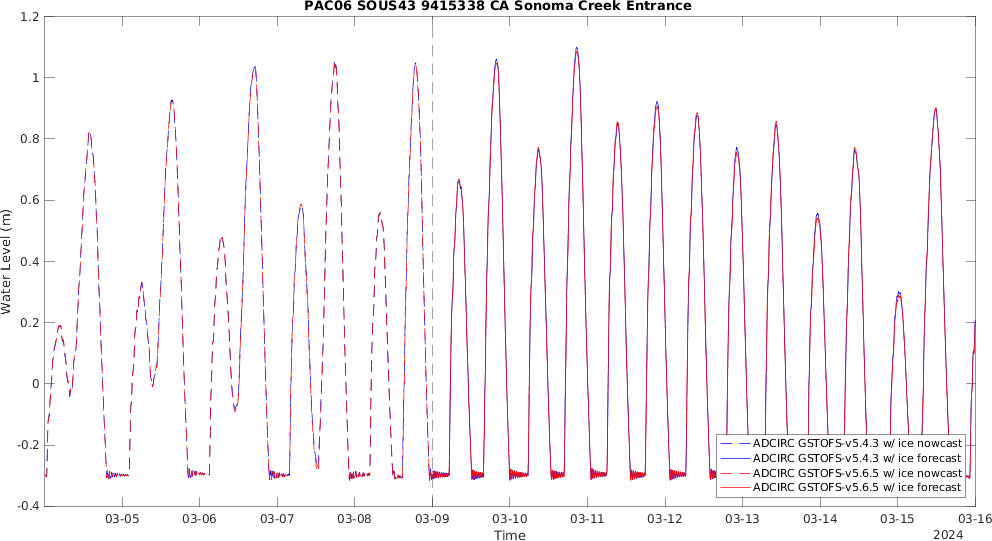 PAC06 SOUS43 9415338 CA Sonoma Creek Entrance
1.2
1
0.8
0.6
0.4
0.2
0
-0.2
-0.4
Water Level (m)
ADCIRC GSTOFS-v5.4.3 w/ ice nowcast
ADCIRC GSTOFS-v5.4.3 w/ ice forecast
ADCIRC GSTOFS-v5.6.5 w/ ice nowcast
ADCIRC GSTOFS-v5.6.5 w/ ice forecast
03-05 03-06 03-07 03-08 03-09 03-10 03-11 03-12 03-13 03-14 03-15 03-16
Time
2024